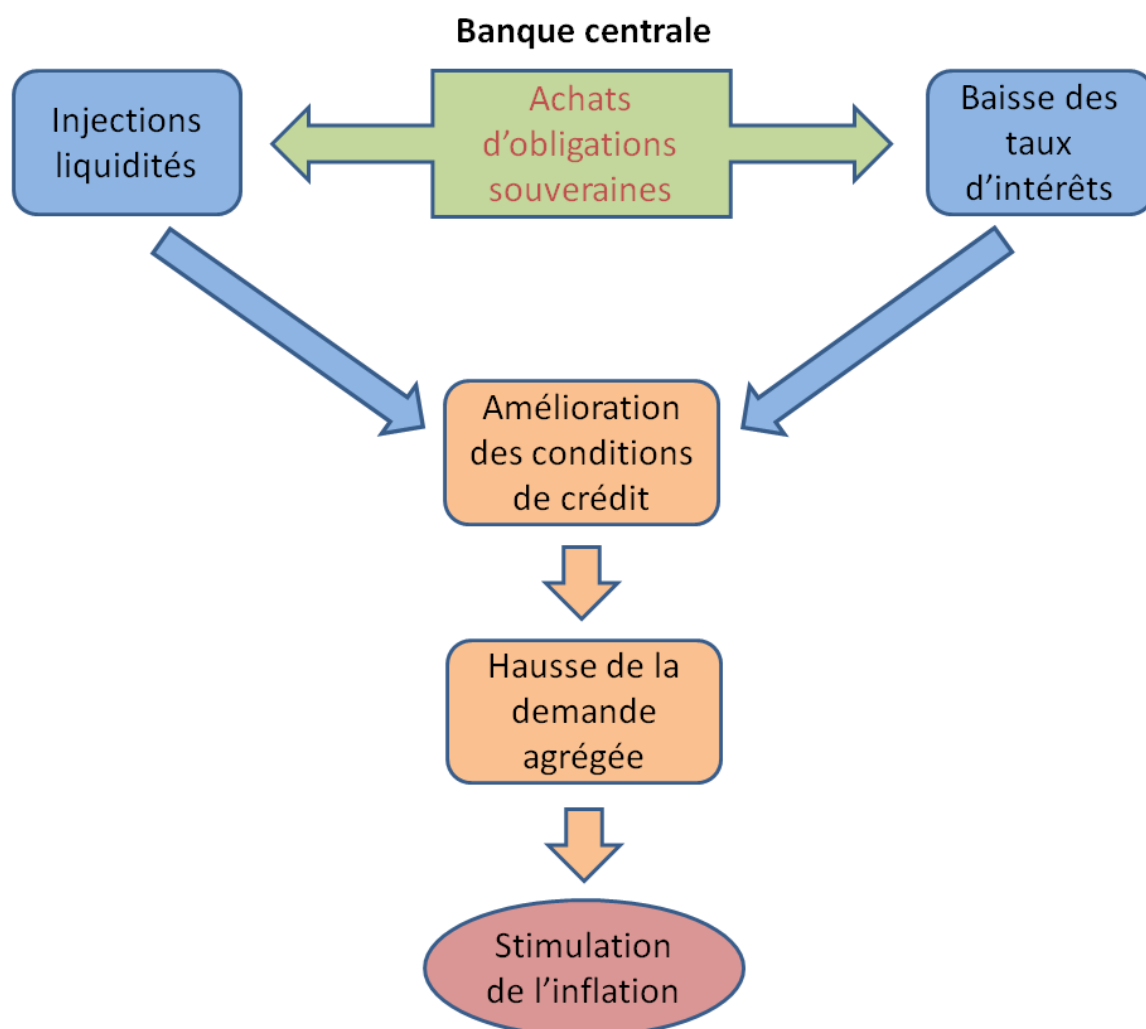 Banque centrale
Injections
liquidités
Achats
d’obligations
souveraines
Baisse des
taux
d’intérêts
Amélioration
des conditions
de crédit
Hausse de la
demande
agrégée
Stimulation
de l’inflation